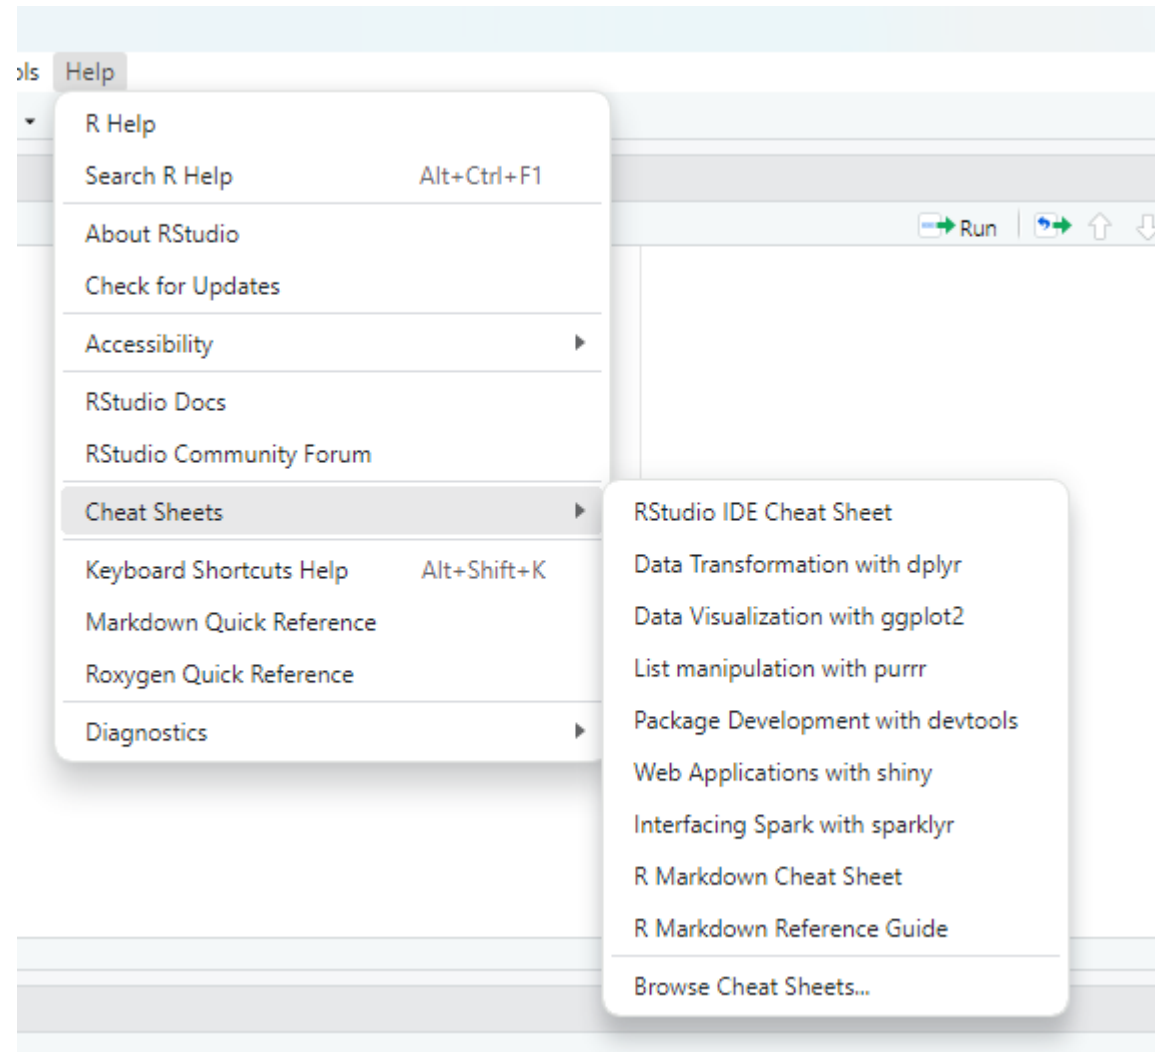 Help
R Help
Search R Help Alt+Ctrl+F1
About RStudio
Check for Updates
Accessibility
RStudio Docs
RStudio Community Forum
Cheat Sheets
Keyboard Shortcuts Help Alt+Shift+K
Markdown Quick Reference
Roxygen Quick Reference
Diagnostics
Run
RStudio IDE Cheat Sheet
Data Transformation with dplyr
Data Visualization with ggplot2
List manipulation with purrr
Package Development with devtools
Web Applications with shiny
Interfacing Spark with sparklyr
R Markdown Cheat Sheet
R Markdown Reference Guide
Browse Cheat Sheets...